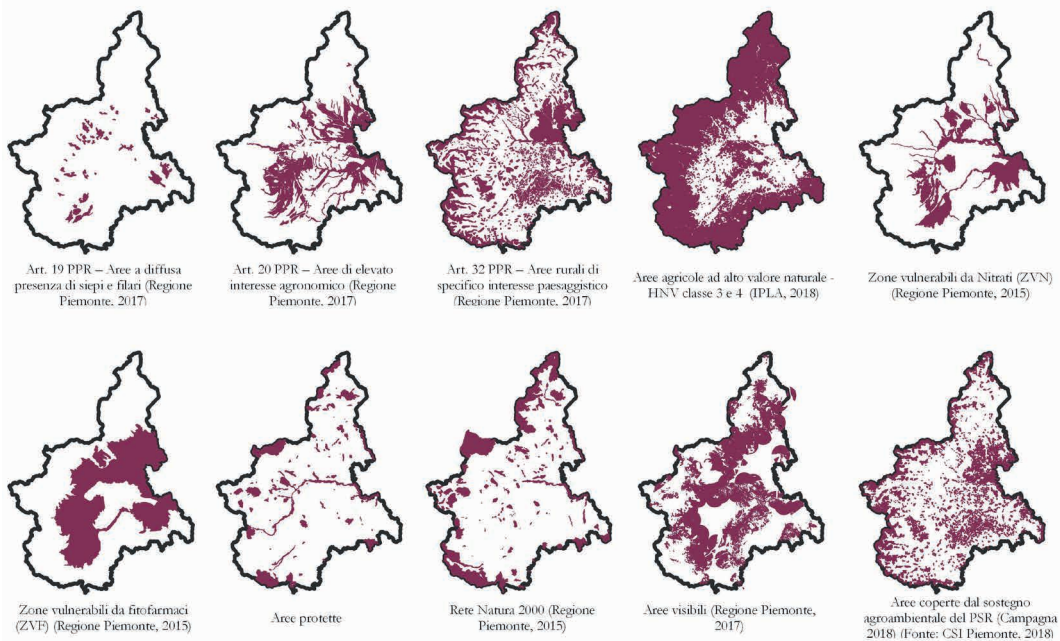 Art. 19 PPR – Aree a diffusa
presenza di siepi e filari (Regione
Piemonte, 2017)
Art. 20 PPR – Aree di elevato
interesse agronomico (Regione
Piemonte, 2017)
Art. 32 PPR – Aree rurali di
specifico interesse paesaggistico
(Regione Piemonte, 2017)
Aree agricole ad alto valore naturale -
HNV classe 3 e 4 (IPLA, 2018)
Zone vulnerabili da Nitrati (ZVN)
(Regione Piemonte, 2015)
Zone vulnerabili da fitofarmaci
(ZVF) (Regione Piemonte, 2015)
Aree protette
Rete Natura 2000 (Regione
Piemonte, 2015)
Aree visibili (Regione Piemonte,
2017)
Aree coperte dal sostegno
agroambientale del PSR (Campagna
2018) (Fonte: CSI Piemonte, 2018)